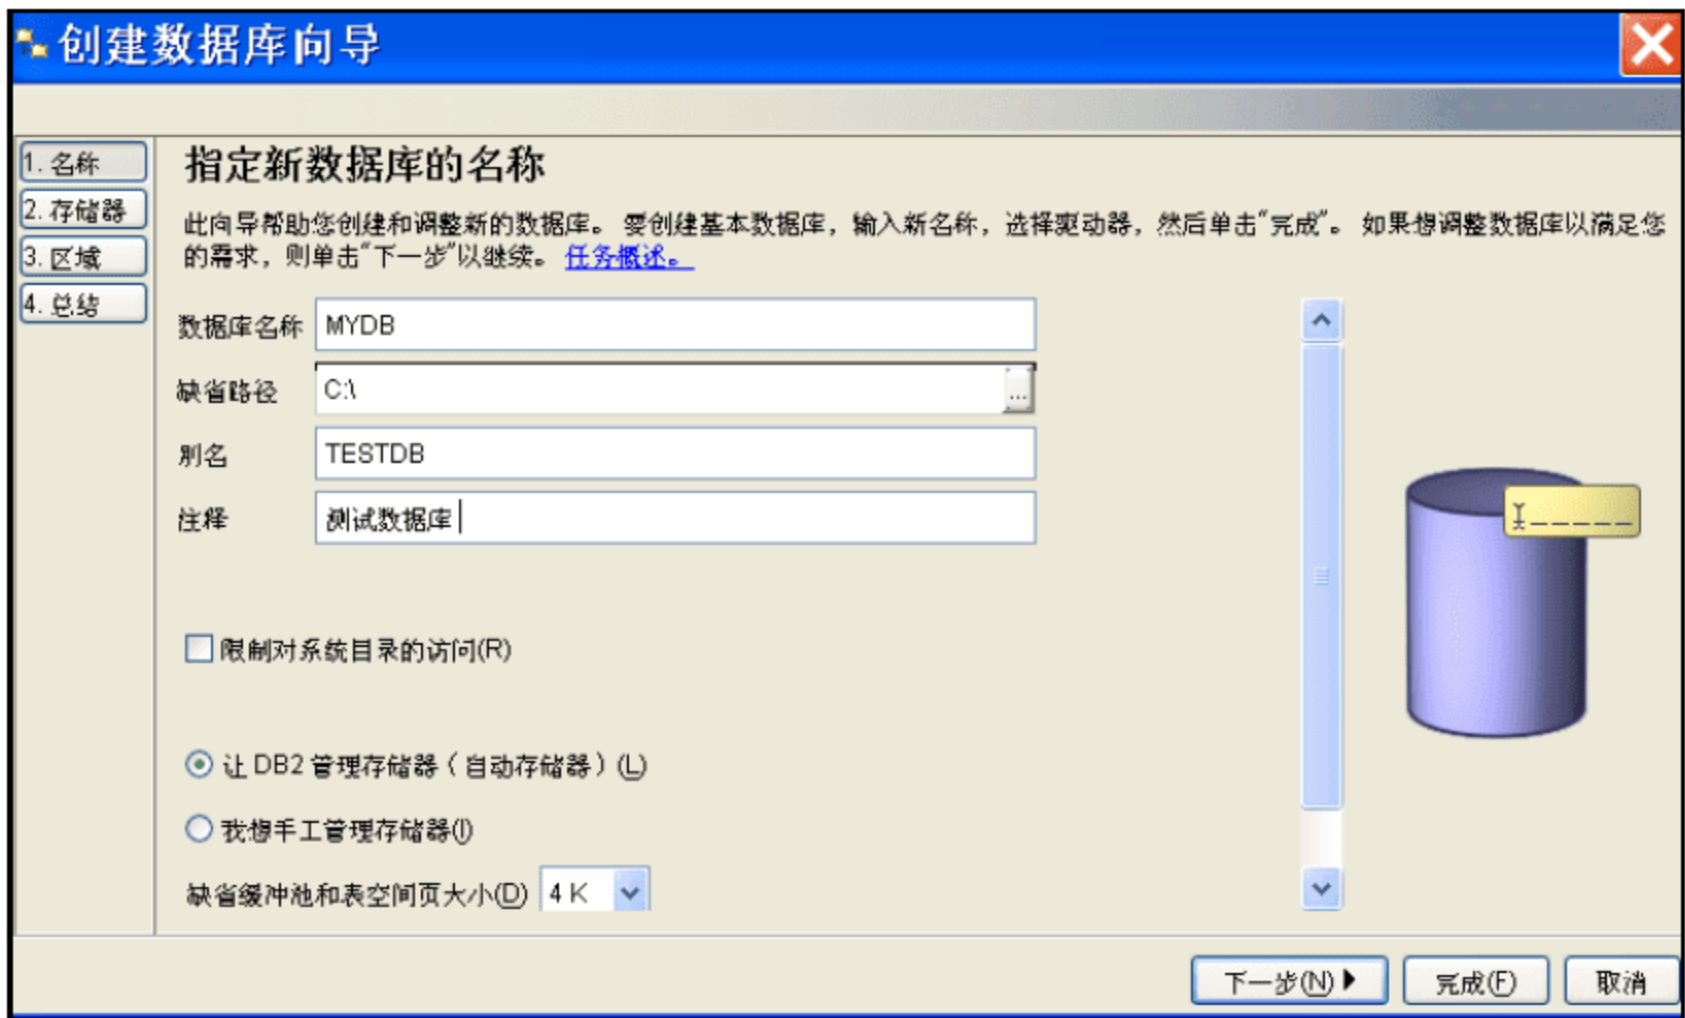 创建数据库向导
1. 名称
2. 存储器
3. 区域
4. 总结
指定新数据库的名称
此向导帮助您创建和调整新的数据库。 要创建基本数据库，输入新名称，选择驱动器，然后单击“完成”。 如果想调整数据库以满足您
的需求，则单击“下一步”以继续。 任务概述。
数据库名称 MYDB
缺省路径 C:\ ...
别名 TESTDB
注释 测试数据库
限制对系统目录的访问(R)
让 DB2 管理存储器（自动存储器）(L)
我想手工管理存储器(I)
缺省缓冲池和表空间页大小(D) 4 K
下一步(N) 完成(F) 取消